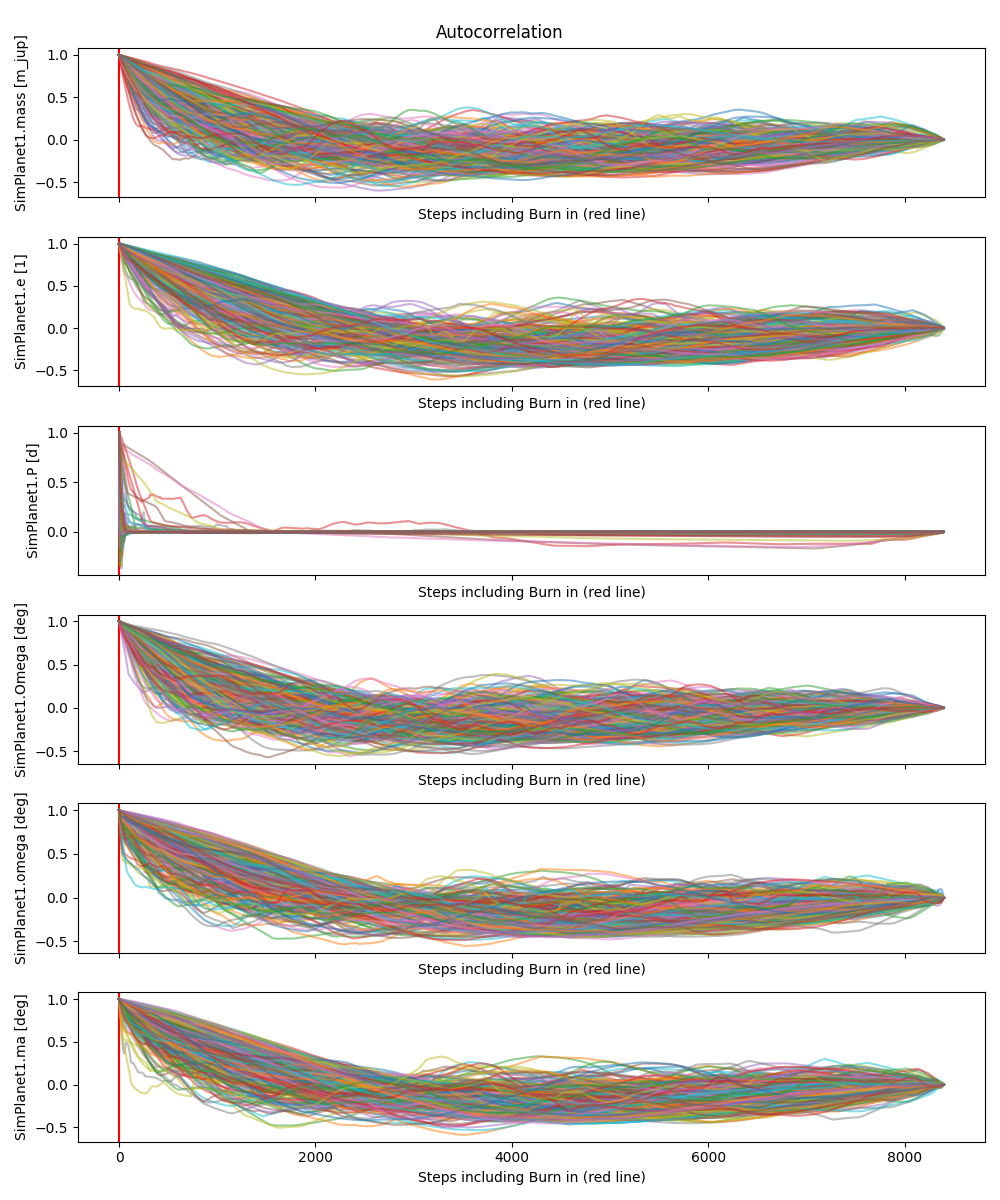 Autocorrelation
SimPlanet1.mass [m_jup]
1.0
0.5
0.0
−0.5
Steps including Burn in (red line)
SimPlanet1.e [1]
1.0
0.5
0.0
−0.5
Steps including Burn in (red line)
SimPlanet1.P [d]
1.0
0.5
0.0
Steps including Burn in (red line)
SimPlanet1.Omega [deg]
1.0
0.5
0.0
−0.5
Steps including Burn in (red line)
SimPlanet1.omega [deg]
1.0
0.5
0.0
−0.5
Steps including Burn in (red line)
SimPlanet1.ma [deg]
1.0
0.5
0.0
−0.5
0 2000 4000 6000 8000
Steps including Burn in (red line)